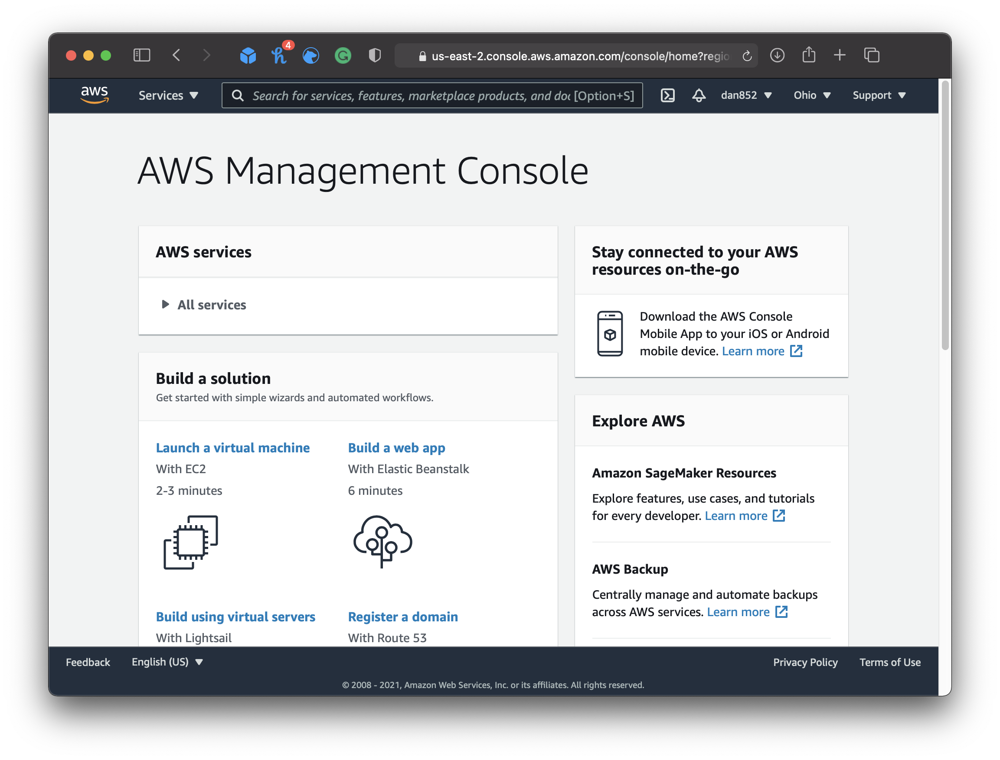 4
us-east-2.console.aws.amazon.com/console/home?regio
aws
Services
Search for services, features, marketplace products, and doc [Option+S]
dan852
Ohio
Support
AWS Management Console
AWS services
All services
Build a solution
Get started with simple wizards and automated workflows.
Launch a virtual machine
With EC2
2-3 minutes
Build a web app
With Elastic Beanstalk
6 minutes
Build using virtual servers
With Lightsail
Register a domain
With Route 53
Stay connected to your AWS
resources on-the-go
Download the AWS Console
Mobile App to your iOS or Android
mobile device. Learn more
Explore AWS
Amazon SageMaker Resources
Explore features, use cases, and tutorials
for every developer. Learn more
AWS Backup
Centrally manage and automate backups
across AWS services. Learn more
Feedback
English (US)
Privacy Policy
Terms of Use
© 2008 - 2021, Amazon Web Services, Inc. or its affiliates. All rights reserved.